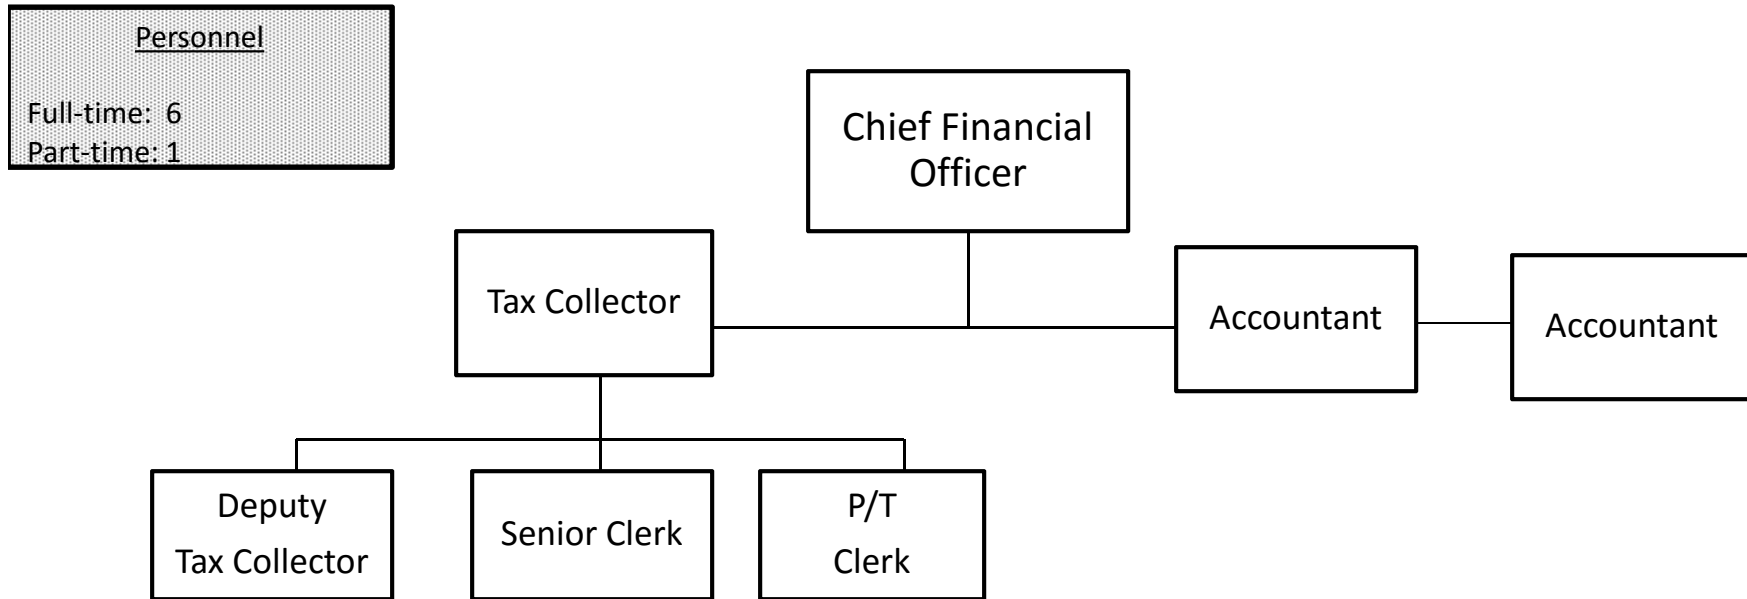 Personnel
Full-time: 6
Part-time: 1
Chief Financial
Officer
Tax Collector
Accountant
Accountant
Deputy
Tax Collector
Senior Clerk
P/T
Clerk